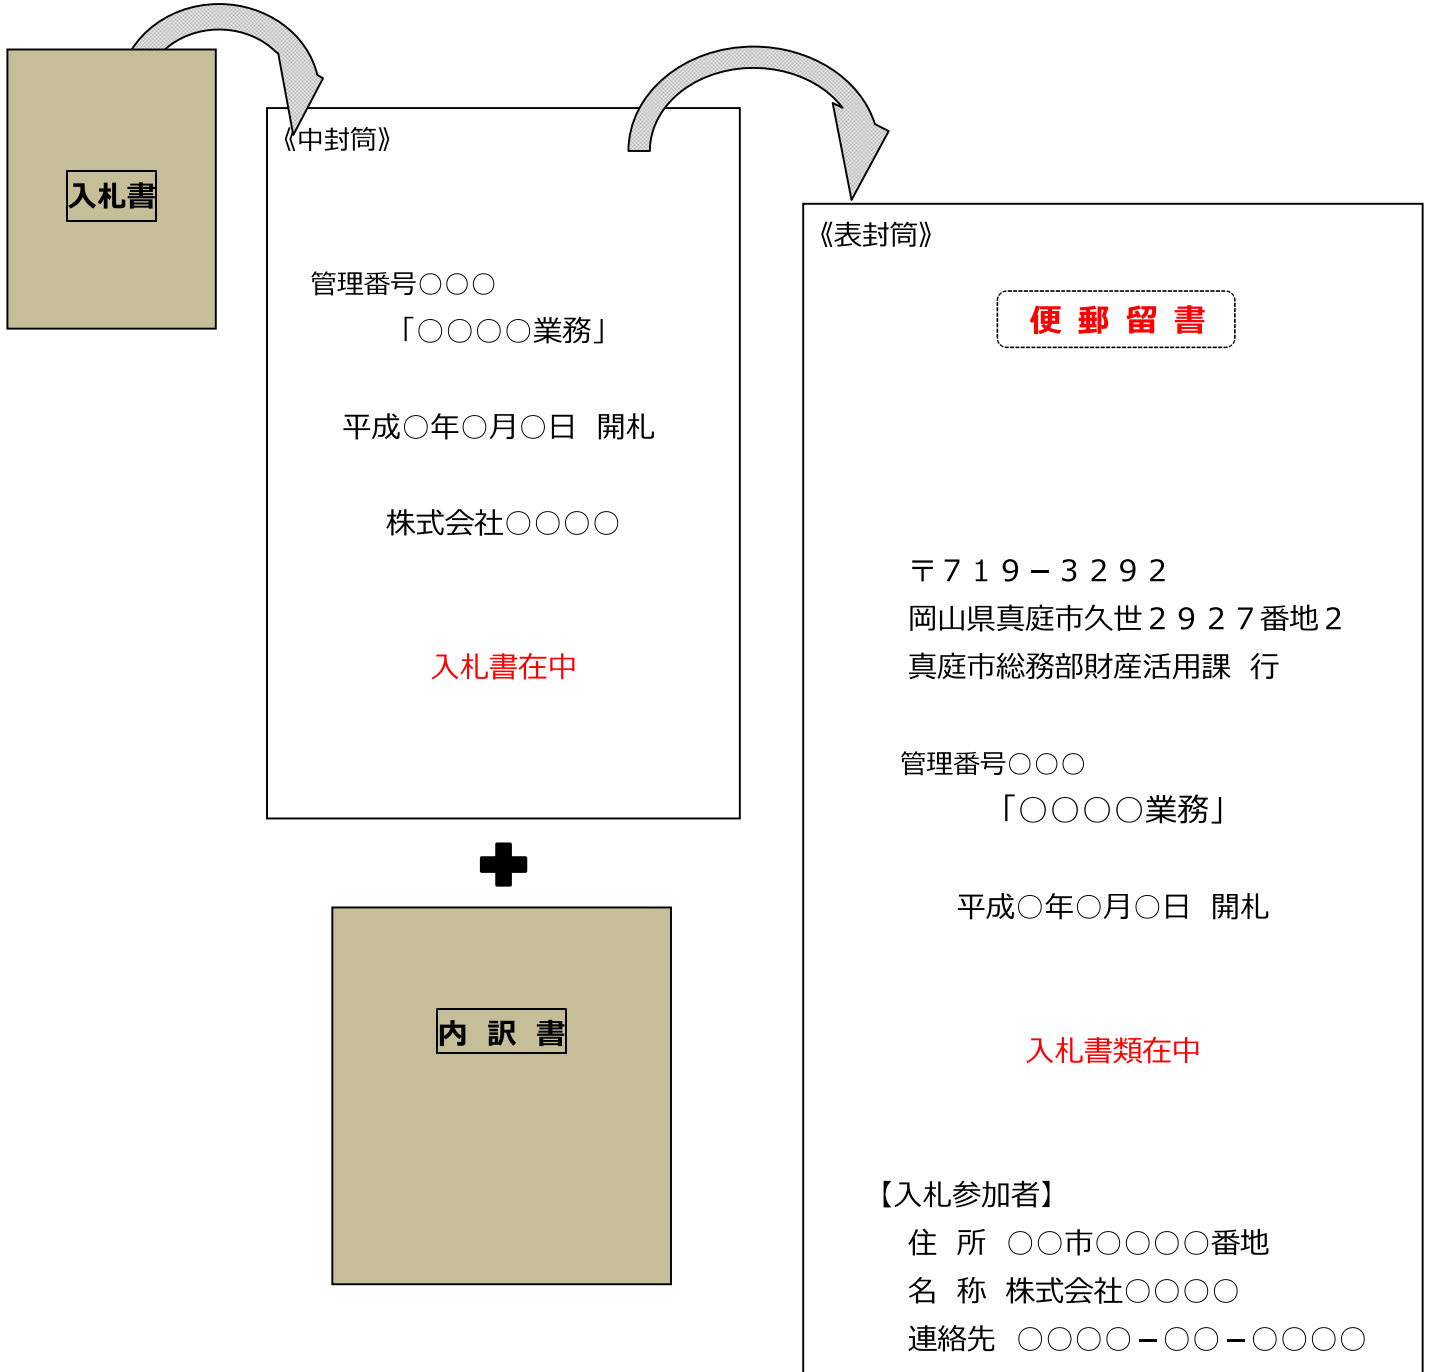 入札書
《中封筒》
管理番号○○○
「○○○○業務」
平成○年○月○日　開札
株式会社○○○○
入札書在中
内　訳　書
《表封筒》
便 郵 留 書
〒７１９－３２９２
岡山県真庭市久世２９２７番地２
真庭市総務部財産活用課　行
管理番号○○○
「○○○○業務」
平成○年○月○日　開札
入札書類在中
【入札参加者】
住　所　○○市○○○○番地
名　称　株式会社○○○○
連絡先　○○○○－○○－○○○○